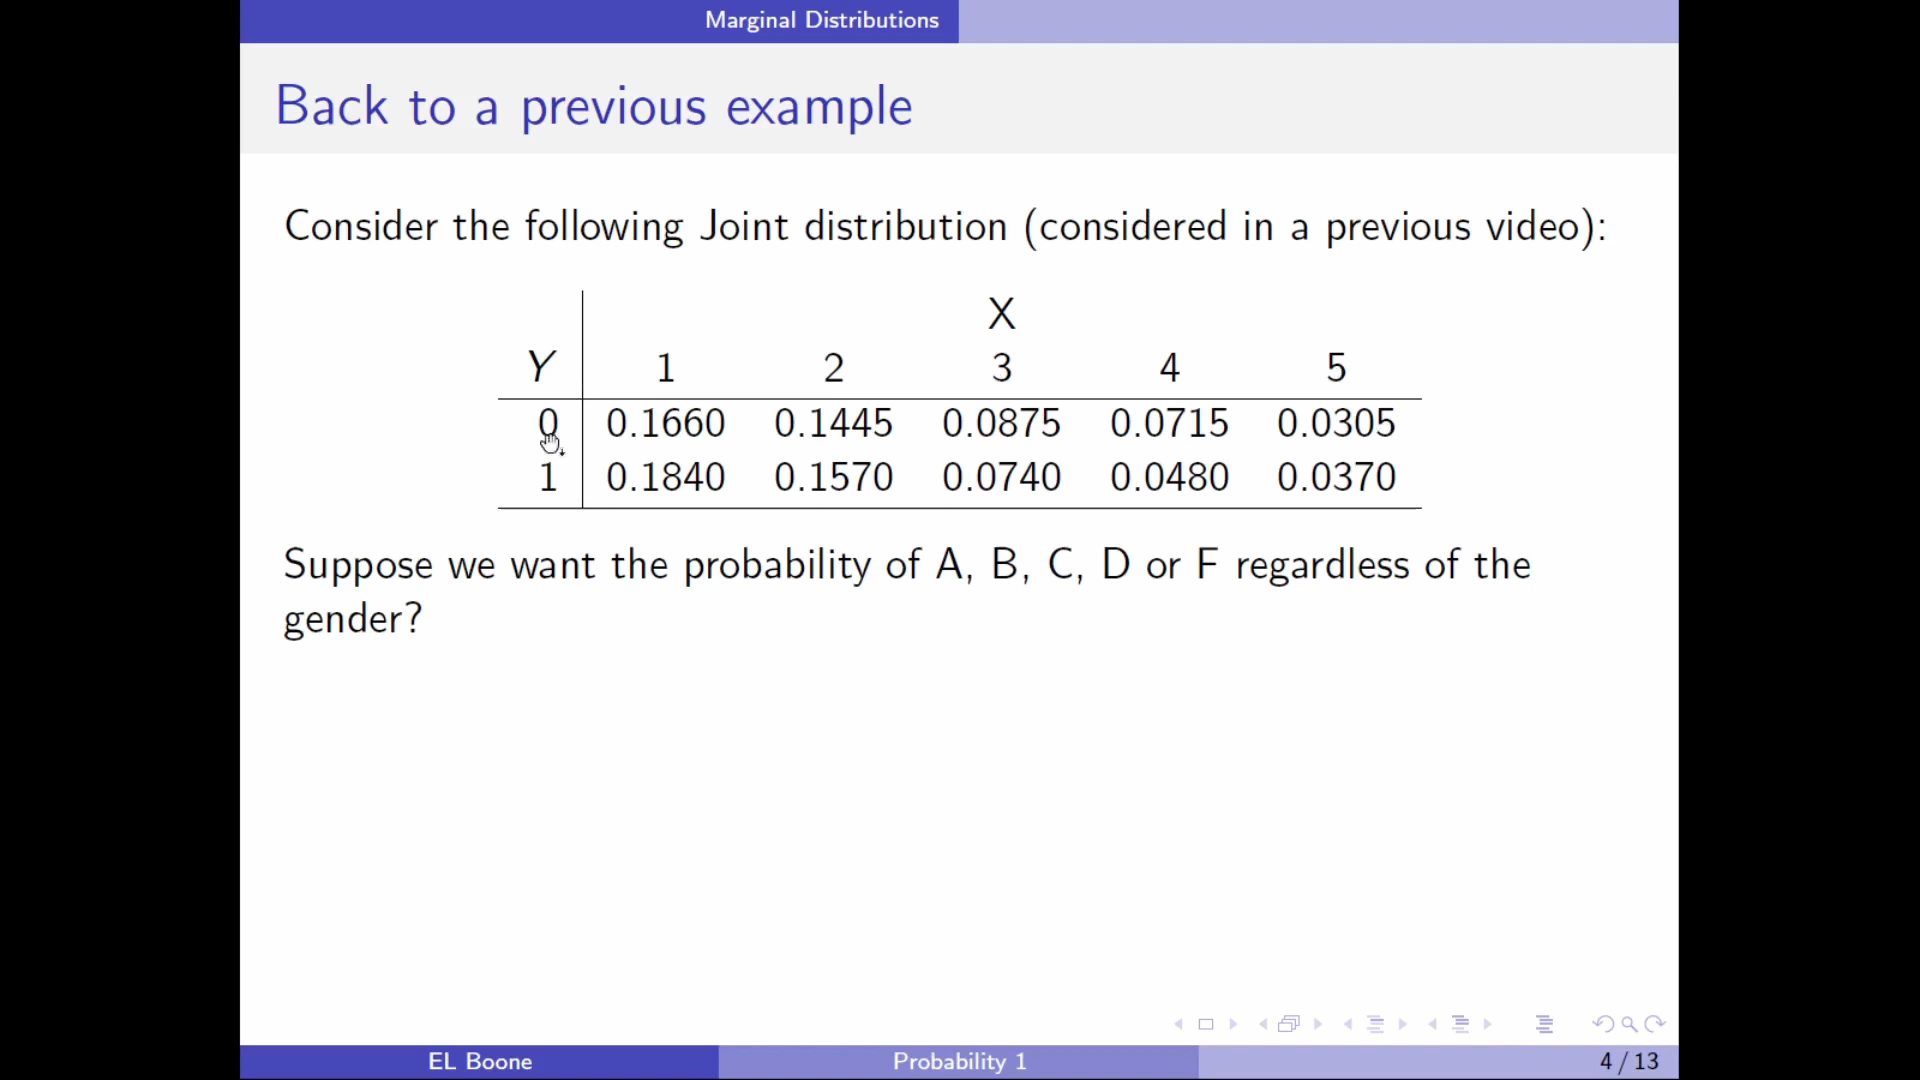 Marginal Distributions
Back to a previous example
Consider the following Joint distribution (considered in a previous video):
X
Y 1 2 3 4 5
0 0.1660 0.1445 0.0875 0.0715 0.0305
1 0.1840 0.1570 0.0740 0.0480 0.0370
Suppose we want the probability of A, B, C, D or F regardless of the
gender?
EL Boone Probability 1 4 / 13